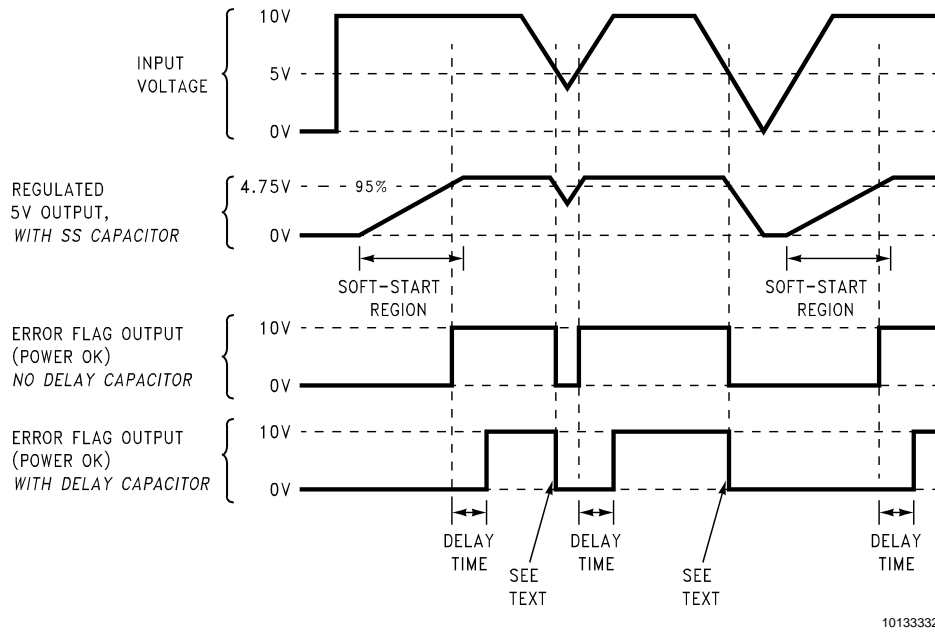 INPUT
VOLTAGE
10V
5V
0V
REGULATED
5V OUTPUT,
WITH SS CAPACITOR
4.75V
95%
0V
SOFT-START
REGION
SOFT-START
REGION
ERROR FLAG OUTPUT
(POWER OK)
NO DELAY CAPACITOR
10V
0V
ERROR FLAG OUTPUT
(POWER OK)
WITH DELAY CAPACITOR
10V
0V
DELAY
TIME
SEE
TEXT
DELAY
TIME
SEE
TEXT
DELAY
TIME
10133332